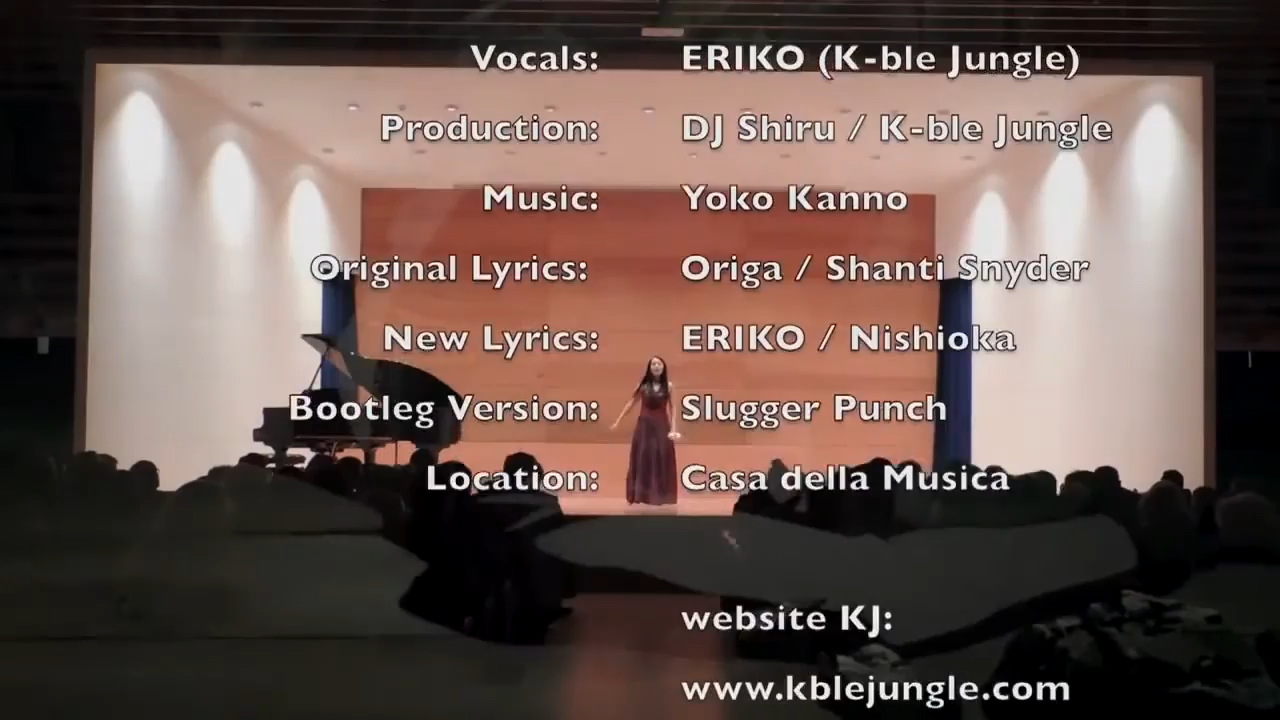 Vocals: ERIKO (K-ble Jungle)
Production: DJ Shiru / K-ble Jungle
Music: Yoko Kanno
Original Lyrics: Origa / Shanti Snyder
New Lyrics: ERIKO / Nishioka
Bootleg Version: Slugger Punch
Location: Casa della Musica
website KJ:
www.kblejungle.com